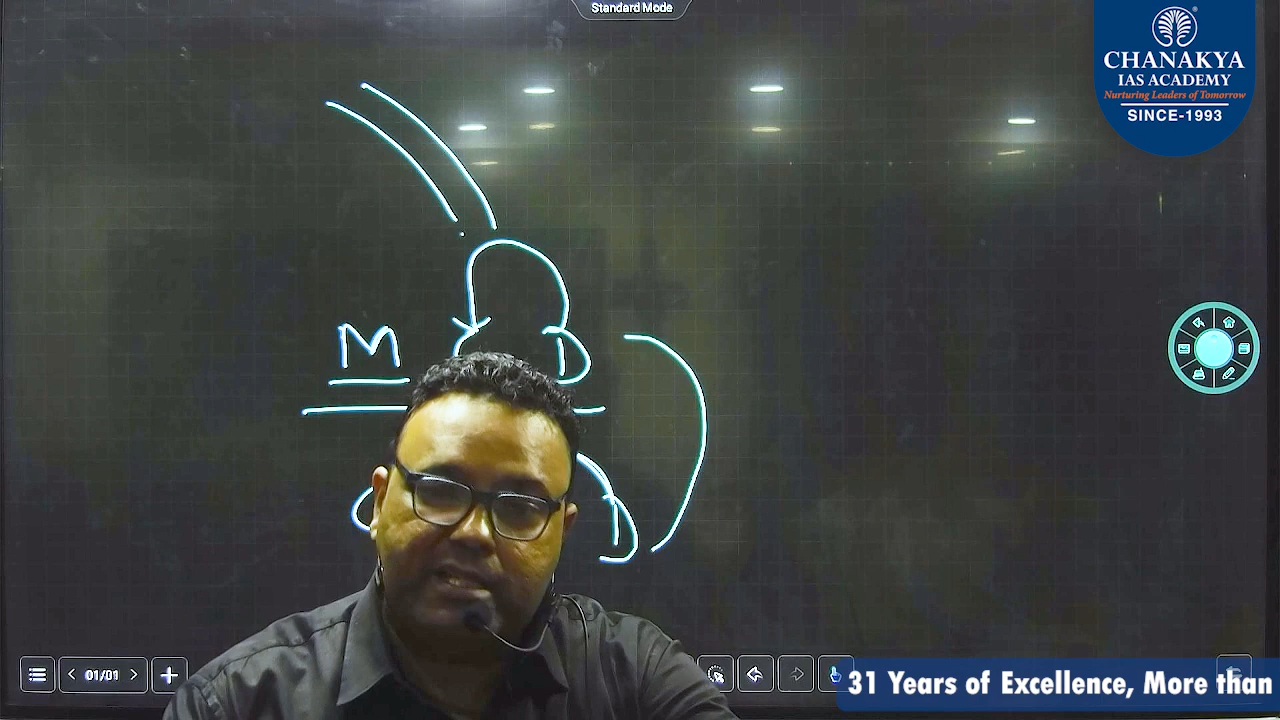 Standard Mode
CHANAKYA
IAS ACADEMY
Nurturing Leaders of Tomorrow
SINCE-1993
M D
D
01/01
31 Years of Excellence, More than